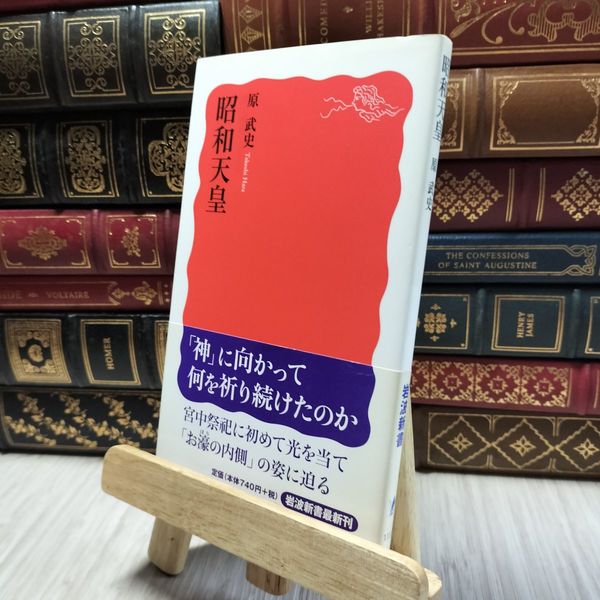 原 武史
Takeshi Hara
昭和天皇
「神」に向かって
何を祈り続けたのか
宮中祭祀に初めて光を当て
「お濠の内側」の姿に迫る
定価(本体740円+税)
岩波新書最新刊
昭和天皇 原 武史
岩波新書
THE CONFESSIONS
OF SAINT AUGUSTINE
VOLTAIRE
HOMER
HENRY
JAMES